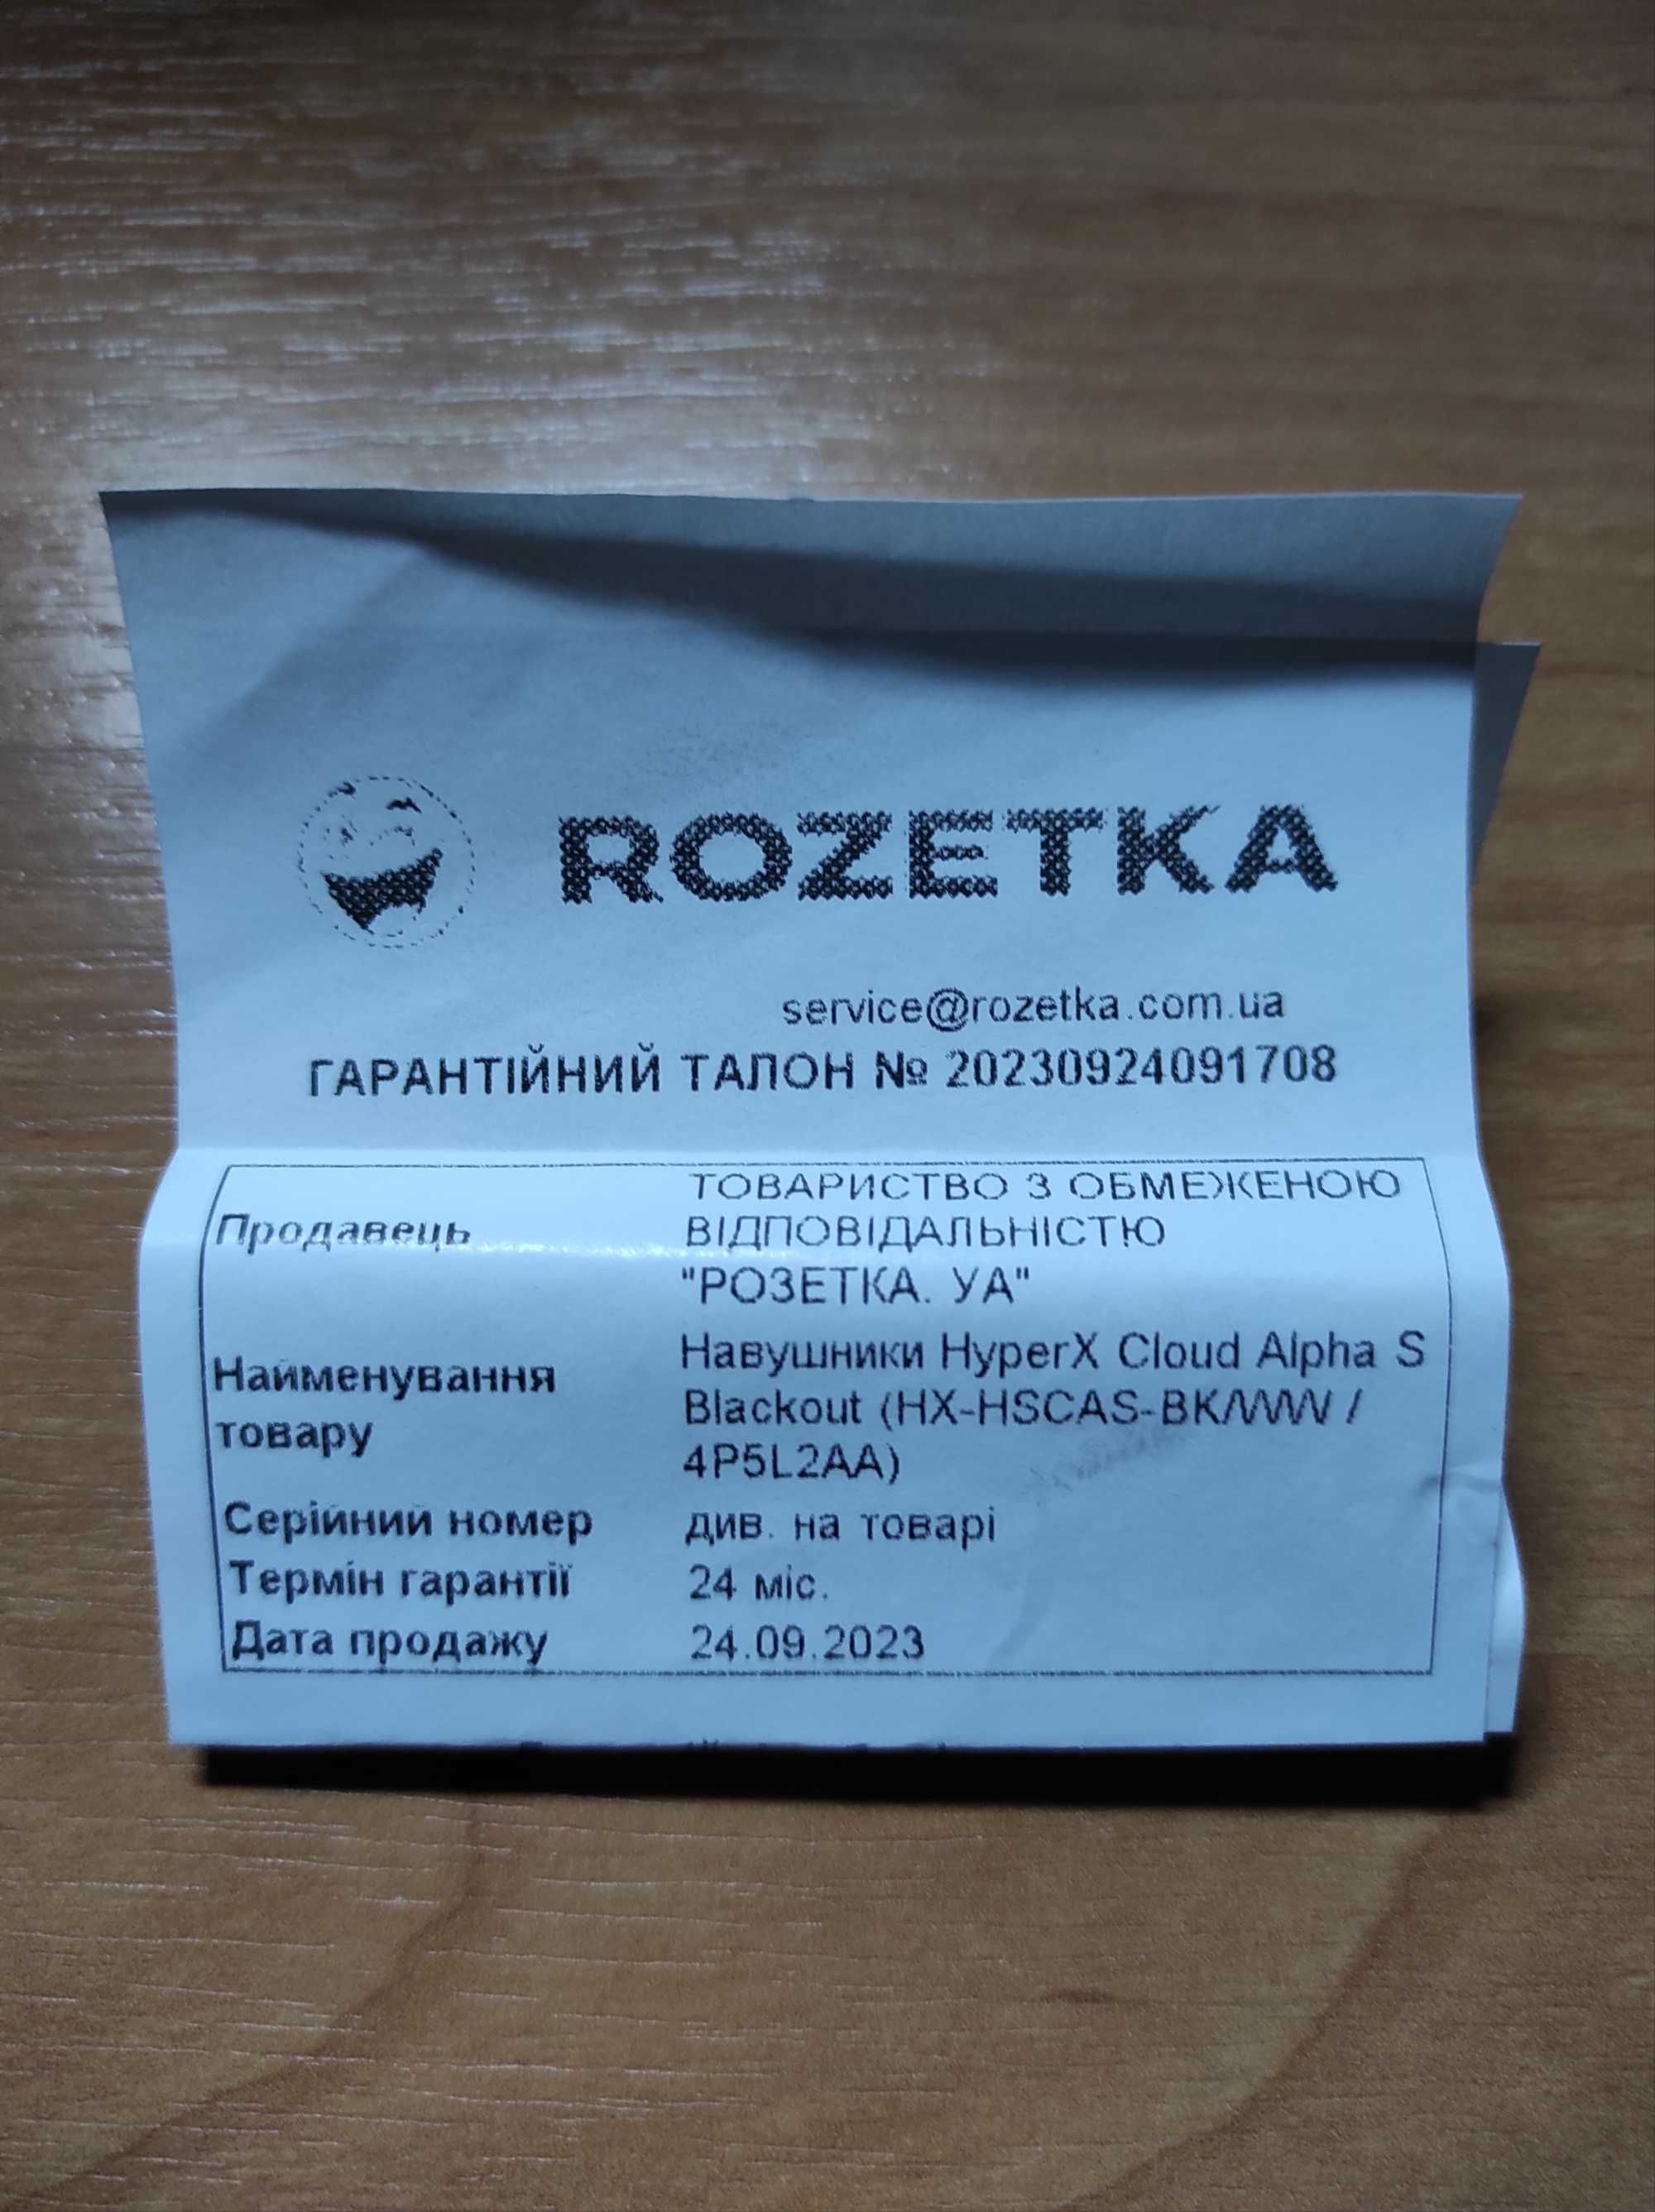 ROZETKA
service@rozetka.com.ua
ГАРАНТІЙНИЙ ТАЛОН № 20230924091708
Продавець
ТОВАРИСТВО З ОБМЕЖЕНОЮ
ВІДПОВІДАЛЬНІСТЮ
"РОЗЕТКА. УА"
Найменування
товару
Навушники HyperX Cloud Alpha S
Blackout (HX-HSCAS-BK/WW /
4P5L2AA)
Серійний номер див. на товарі
Термін гарантії 24 міс.
Дата продажу 24.09.2023